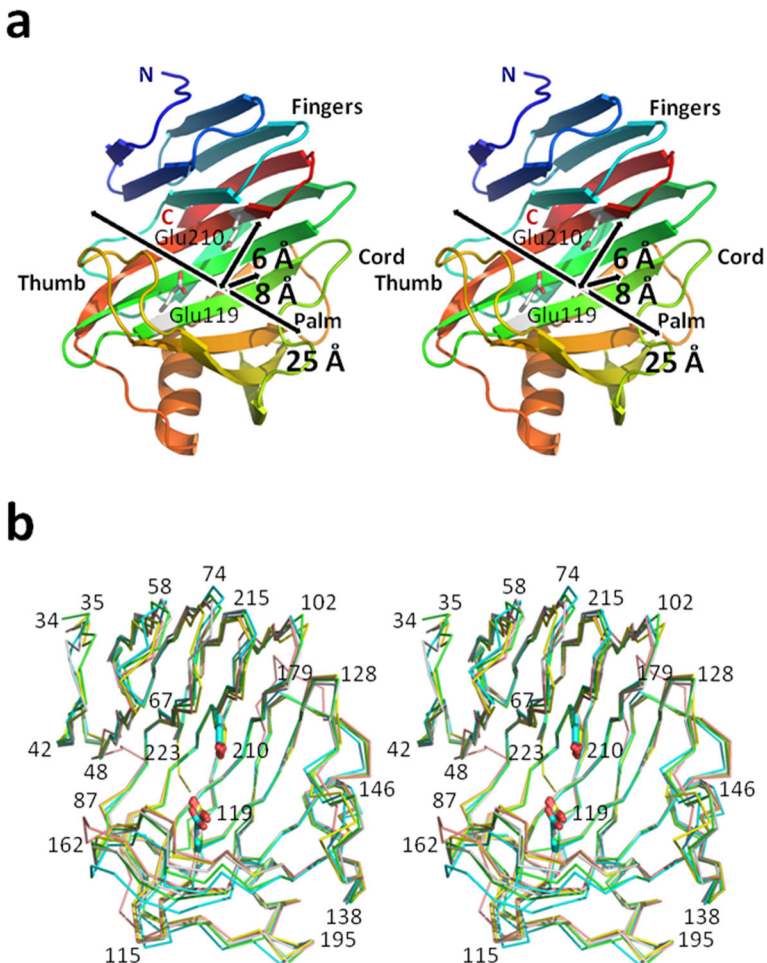 a
N N
Fingers Fingers
C C
Glu210 Glu210
6 Å Cord 6 Å Cord
Thumb 8 Å Thumb 8 Å
Glu119 Palm Glu119 Palm
25 Å 25 Å
b
74 74
58 58
35 215 102 35 215 102
34 34
179 128 179 128
67 67
42 223 210 42 223 210
48 48
146 146
87 119 87 119
162 162
138 138
115 195 115 195